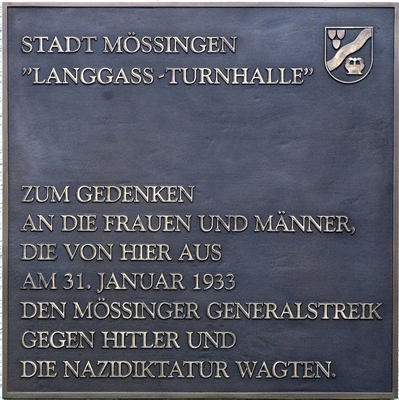 STADT MÖSSINGEN
"LANGGASS-TURNHALLE"
ZUM GEDENKEN
AN DIE FRAUEN UND MÄNNER,
DIE VON HIER AUS
AM 31. JANUAR 1933
DEN MÖSSINGER GENERALSTREIK
GEGEN HITLER UND
DIE NAZIDIKTATUR WAGTEN.